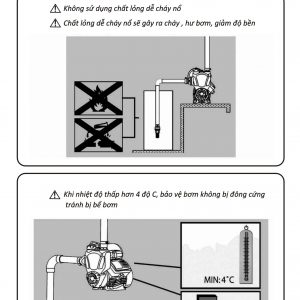 Không sử dụng chất lỏng dễ cháy nổ
Chất lỏng dễ cháy nổ sẽ gây ra cháy , hư bơm, giảm độ bền
Khi nhiệt độ thấp hơn 4 độ C, bảo vệ bơm không bị đông cứng
tránh bị bể bơm
MIN:4°C